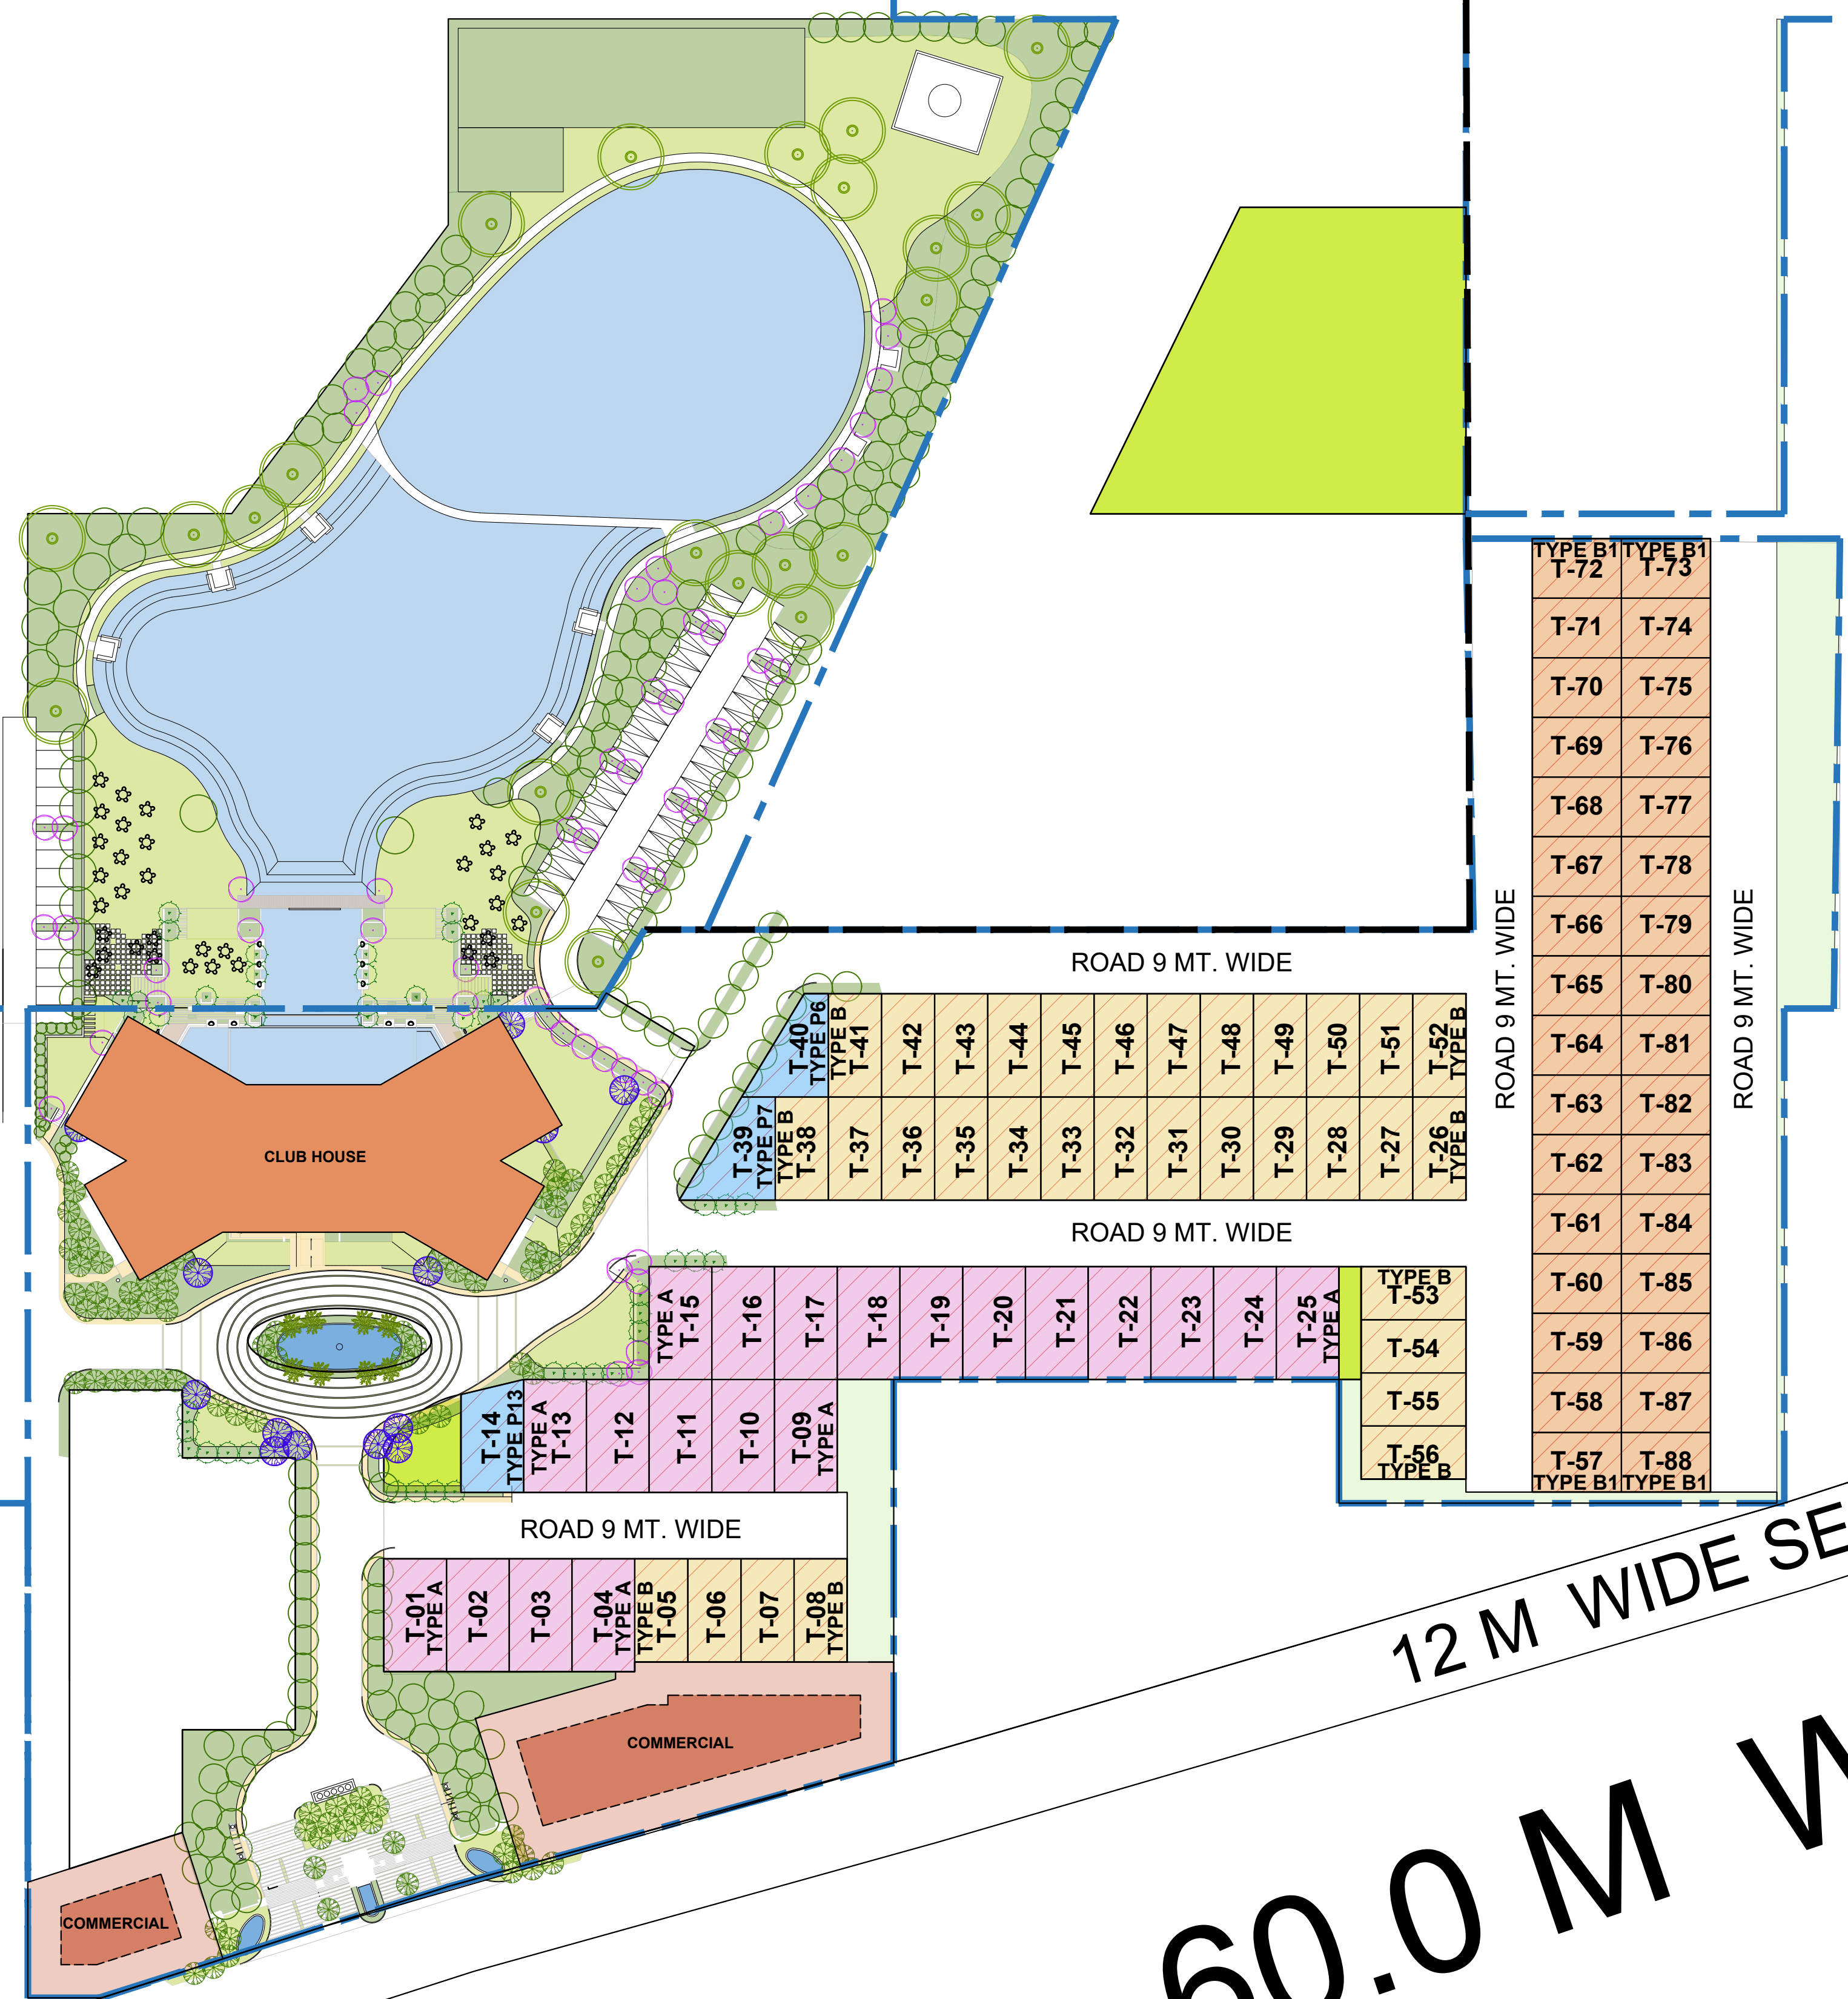 TYPE B1
TYPE B1
T-72
T-73
T-71
T-74
T-70
T-75
T-69
T-76
T-68
T-77
T-67
T-78
T-66
T-79
T-65
T-80
T-64
T-81
T-63
T-82
T-62
T-83
T-61
T-84
T-60
T-85
T-59
T-86
T-58
T-87
T-57
T-88
TYPE B1
TYPE B1
ROAD 9 MT. WIDE
ROAD 9 MT. WIDE
ROAD 9 MT. WIDE
T-40
TYPE P6
TYPE B
T-41
T-42
T-43
T-44
T-45
T-46
T-47
T-48
T-49
T-50
T-51
T-52
TYPE B
T-39
TYPE P7
TYPE B
T-38
T-37
T-36
T-35
T-34
T-33
T-32
T-31
T-30
T-29
T-28
T-27
T-26
TYPE B
CLUB HOUSE
ROAD 9 MT. WIDE
TYPE A
T-15
T-16
T-17
T-18
T-19
T-20
T-21
T-22
T-23
T-24
T-25
TYPE A
TYPE B
T-53
T-54
T-55
T-56
TYPE B
T-14
TYPE P13
TYPE A
T-13
T-12
T-11
T-10
T-09
TYPE A
ROAD 9 MT. WIDE
T-01
TYPE A
T-02
T-03
T-04
TYPE A
TYPE B
T-05
T-06
T-07
T-08
TYPE B
COMMERCIAL
COMMERCIAL
12 M WIDE SE
60.0 M W